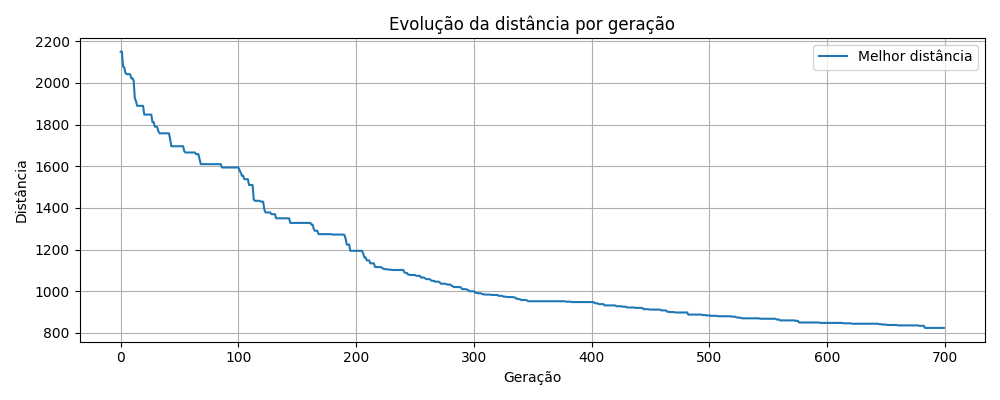 Evolução da distância por geração
Melhor distância
Distância
2200
2000
1800
1600
1400
1200
1000
800
0 100 200 300 400 500 600 700
Geração